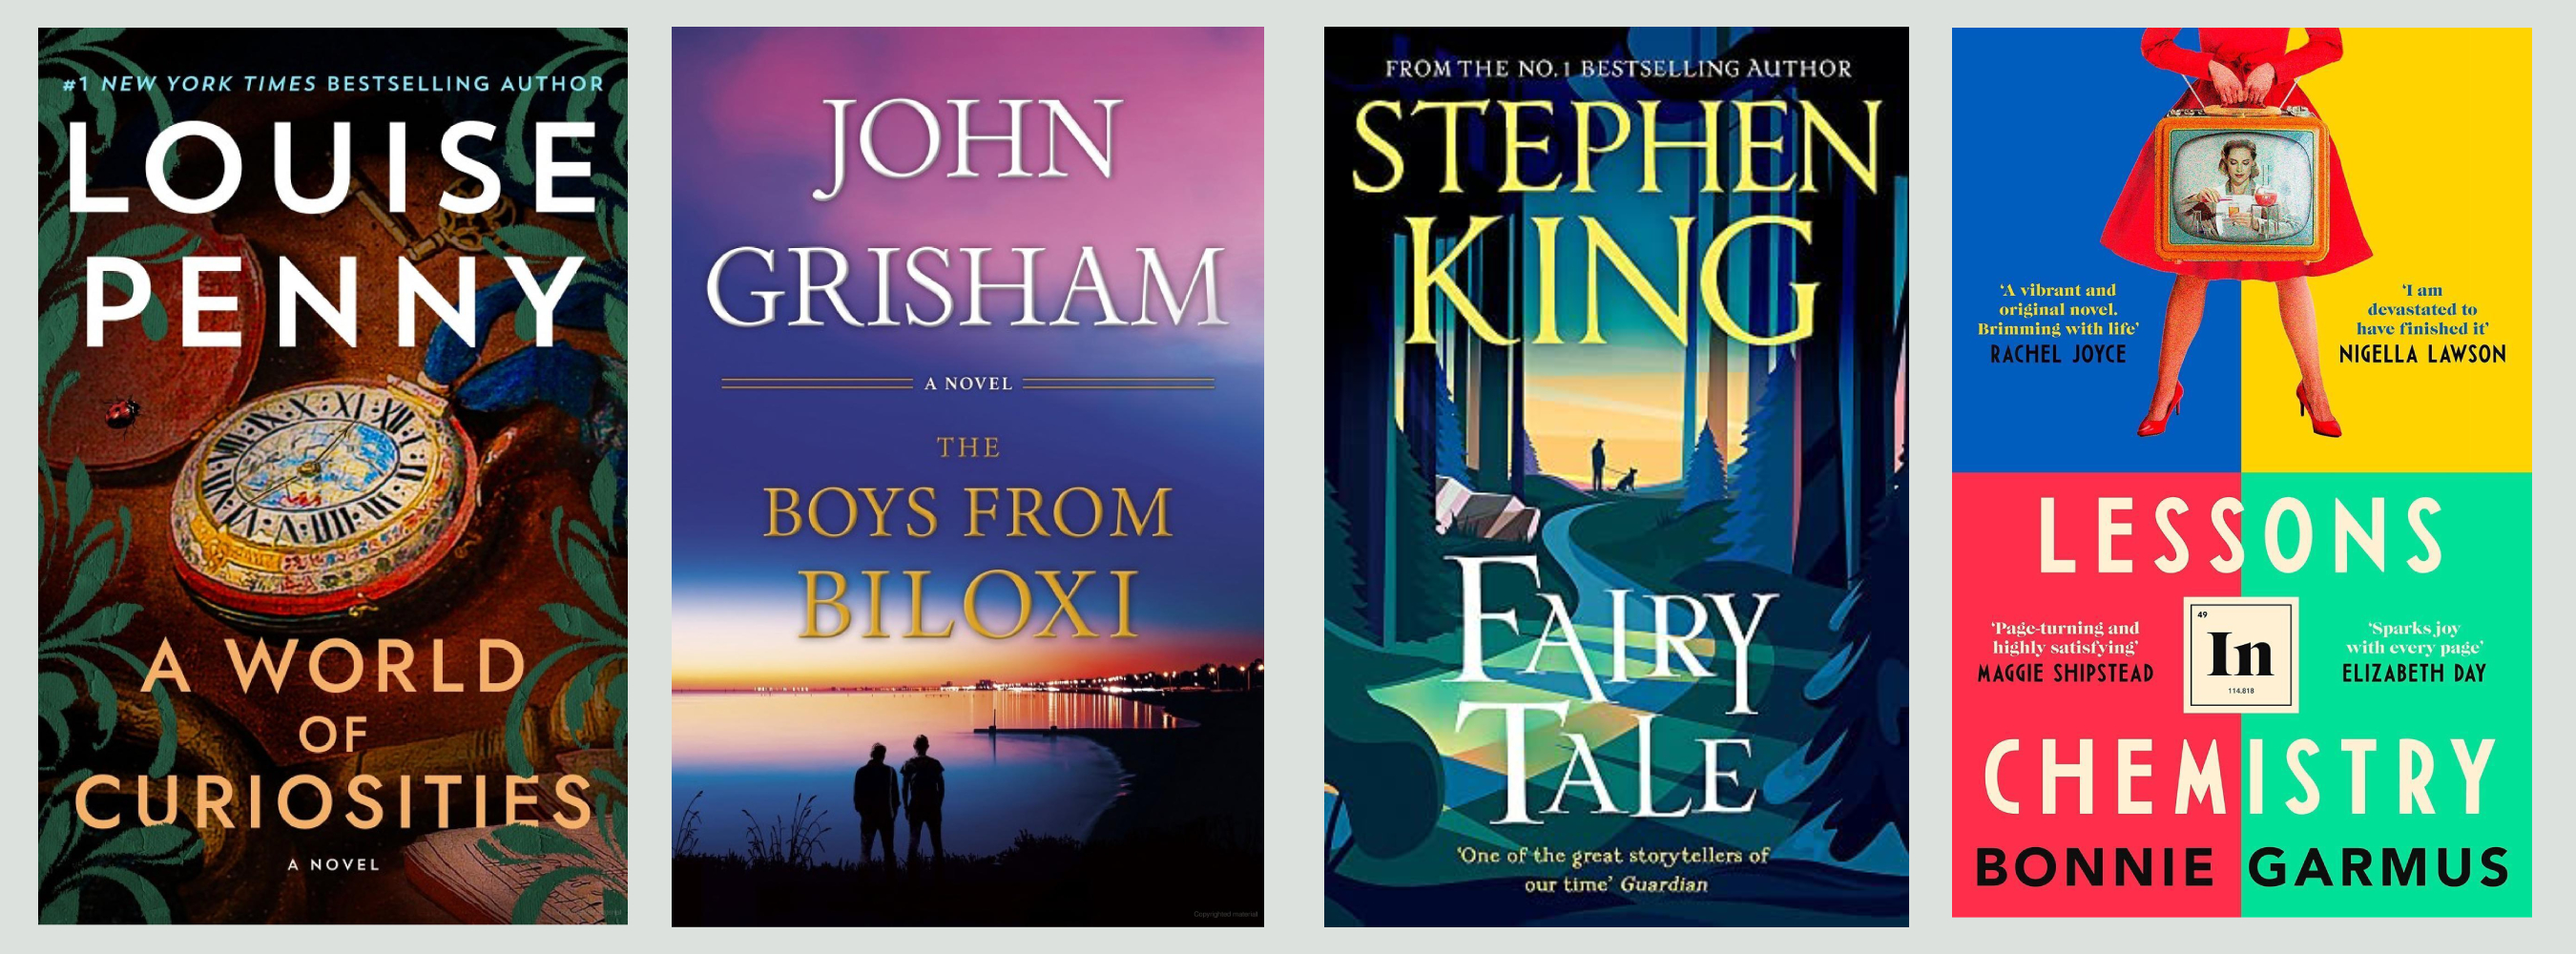 #1 NEW YORK TIMES BESTSELLING AUTHOR
LOUISE
PENNY
A WORLD
OF
CURIOSITIES
A NOVEL
JOHN
GRISHAM
A NOVEL
THE
BOYS FROM
BILOXI
Copyrighted material
FROM THE NO.1 BESTSELLING AUTHOR
STEPHEN
KING
FAIRY
TALE
‘One of the great storytellers of
our time’ Guardian
‘A vibrant and
original novel.
Brimming with life’
RACHEL JOYCE
‘I am
devastated to
have finished it’
NIGELLA LAWSON
LESSONS
‘Page-turning and
highly satisfying’
MAGGIE SHIPSTEAD
49
In
114.818
‘Sparks joy
with every page’
ELIZABETH DAY
CHEMISTRY
BONNIE GARMUS